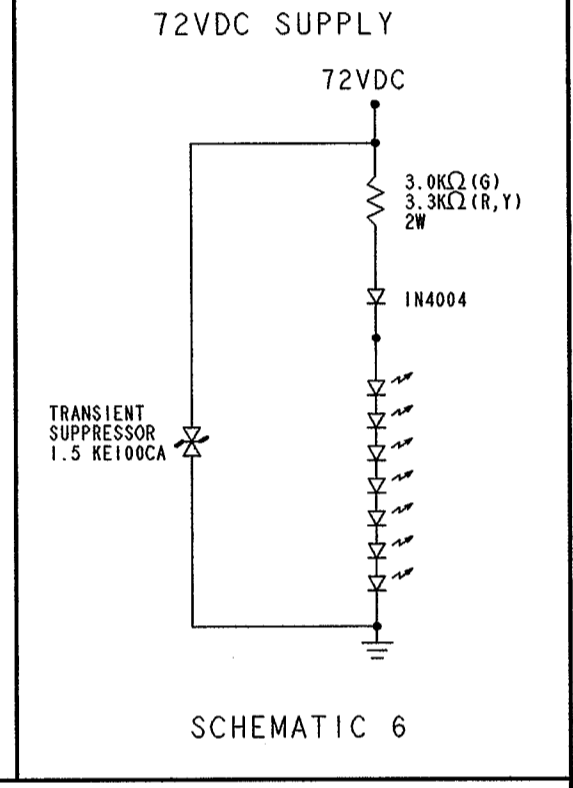 72VDC SUPPLY
72VDC
3.0KΩ(G)
3.3KΩ(R,Y)
2W
IN4004
TRANSIENT
SUPPRESSOR
1.5 KE100CA
SCHEMATIC 6